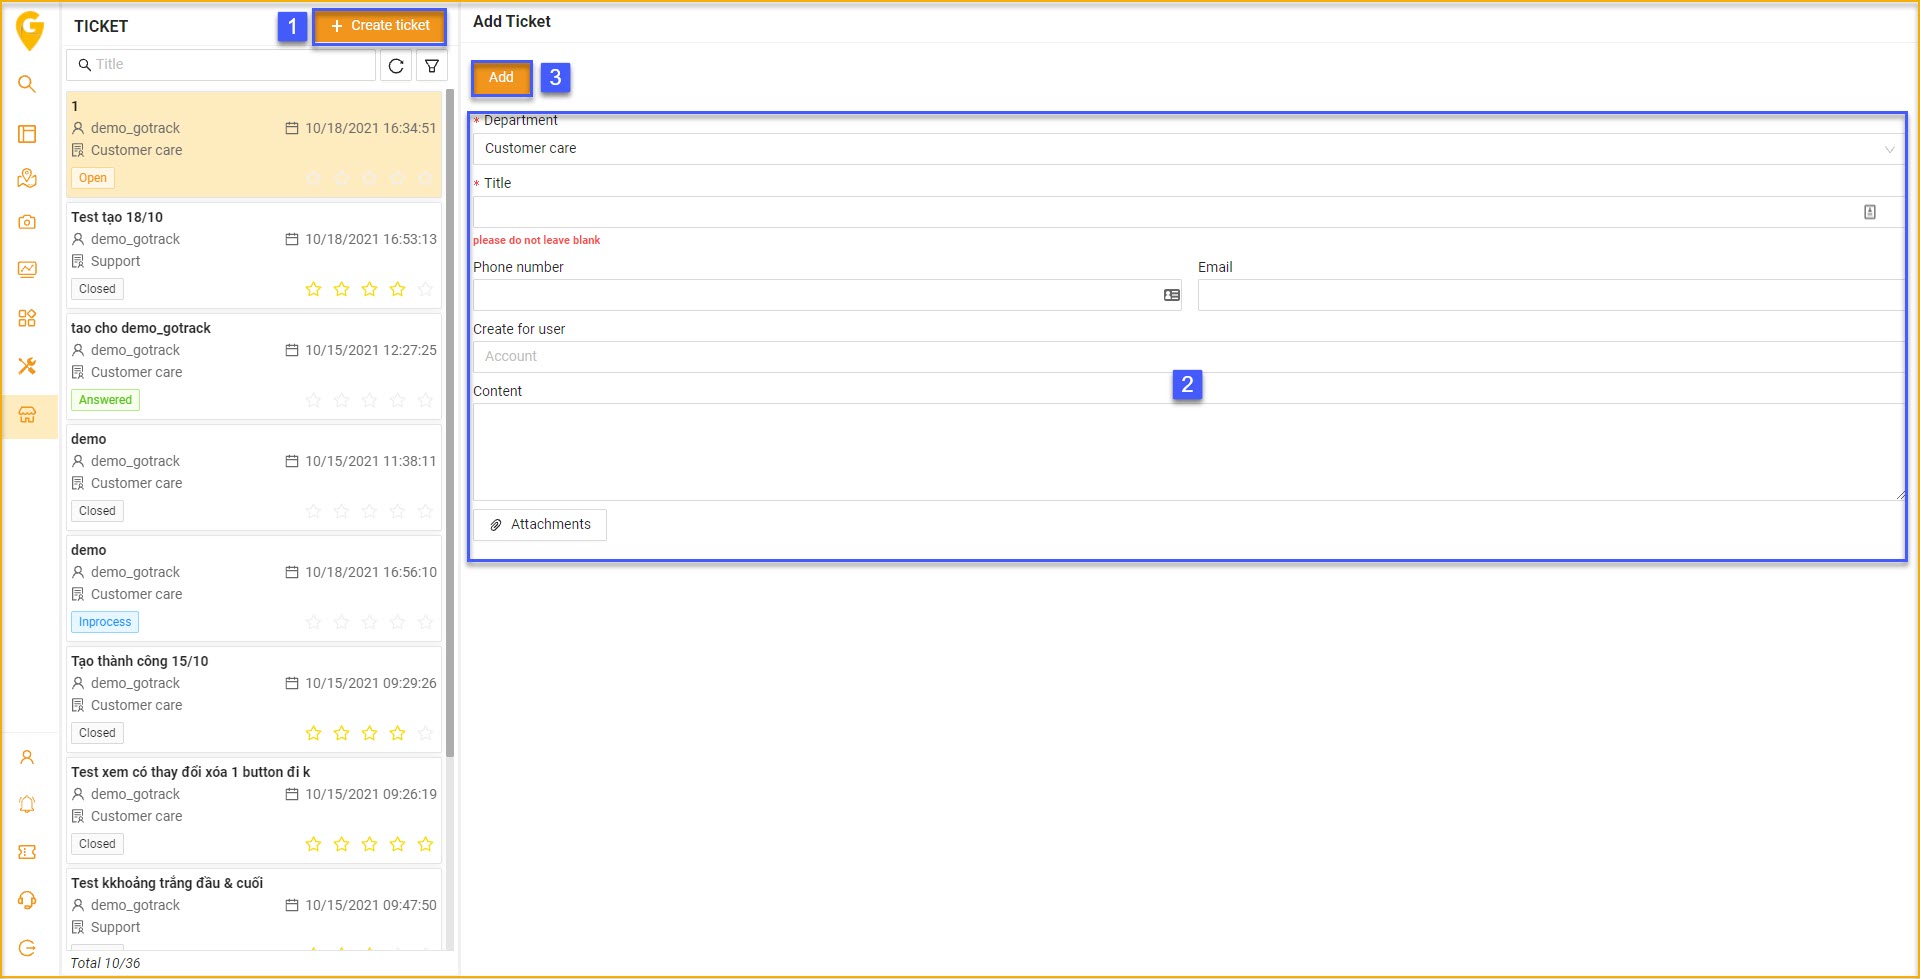 G
TICKET
1
+ Create ticket
Title
1
demo_gotrack 10/18/2021 16:34:51
Customer care
Open
Test tạo 18/10
demo_gotrack 10/18/2021 16:53:13
Support
Closed
tao cho demo_gotrack
demo_gotrack 10/15/2021 12:27:25
Customer care
Answered
demo
demo_gotrack 10/15/2021 11:38:11
Customer care
Closed
demo
demo_gotrack 10/18/2021 16:56:10
Customer care
Inprocess
Tạo thành công 15/10
demo_gotrack 10/15/2021 09:29:26
Customer care
Closed
Test xem có thay đổi xóa 1 button đi k
demo_gotrack 10/15/2021 09:26:19
Customer care
Closed
Test kkhoảng trắng đầu & cuối
demo_gotrack 10/15/2021 09:47:50
Support
Total 10/36
Add Ticket
Add 3
* Department
Customer care
* Title
please do not leave blank
Phone number Email
Create for user
Account
2
Content
Attachments